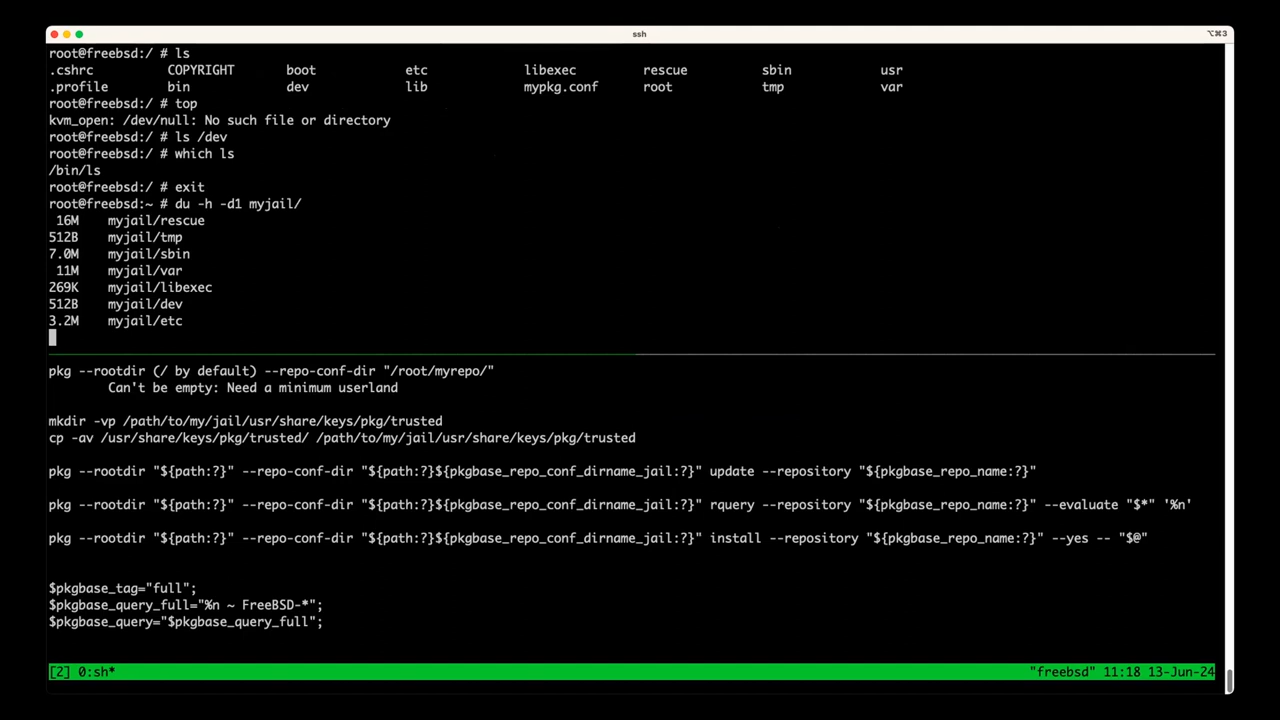 ssh
⌥⌘3
root@freebsd:/ # ls
.cshrc COPYRIGHT boot etc libexec rescue sbin usr
.profile bin dev lib mypkg.conf root tmp var
root@freebsd:/ # top
kvm_open: /dev/null: No such file or directory
root@freebsd:/ # ls /dev
root@freebsd:/ # which ls
/bin/ls
root@freebsd:/ # exit
root@freebsd:~ # du -h -d1 myjail/
16M myjail/rescue
512B myjail/tmp
7.0M myjail/sbin
11M myjail/var
269K myjail/libexec
512B myjail/dev
3.2M myjail/etc
pkg --rootdir (/ by default) --repo-conf-dir "/root/myrepo/"
Can't be empty: Need a minimum userland
mkdir -vp /path/to/my/jail/usr/share/keys/pkg/trusted
cp -av /usr/share/keys/pkg/trusted/ /path/to/my/jail/usr/share/keys/pkg/trusted
pkg --rootdir "${path:?}" --repo-conf-dir "${path:?}${pkgbase_repo_conf_dirname_jail:?}" update --repository "${pkgbase_repo_name:?}"
pkg --rootdir "${path:?}" --repo-conf-dir "${path:?}${pkgbase_repo_conf_dirname_jail:?}" rquery --repository "${pkgbase_repo_name:?}" --evaluate "$*" '%n'
pkg --rootdir "${path:?}" --repo-conf-dir "${path:?}${pkgbase_repo_conf_dirname_jail:?}" install --repository "${pkgbase_repo_name:?}" --yes -- "$@"
$pkgbase_tag="full";
$pkgbase_query_full="%n ~ FreeBSD-*";
$pkgbase_query="$pkgbase_query_full";
[2] 0:sh* "freebsd" 11:18 13-Jun-24